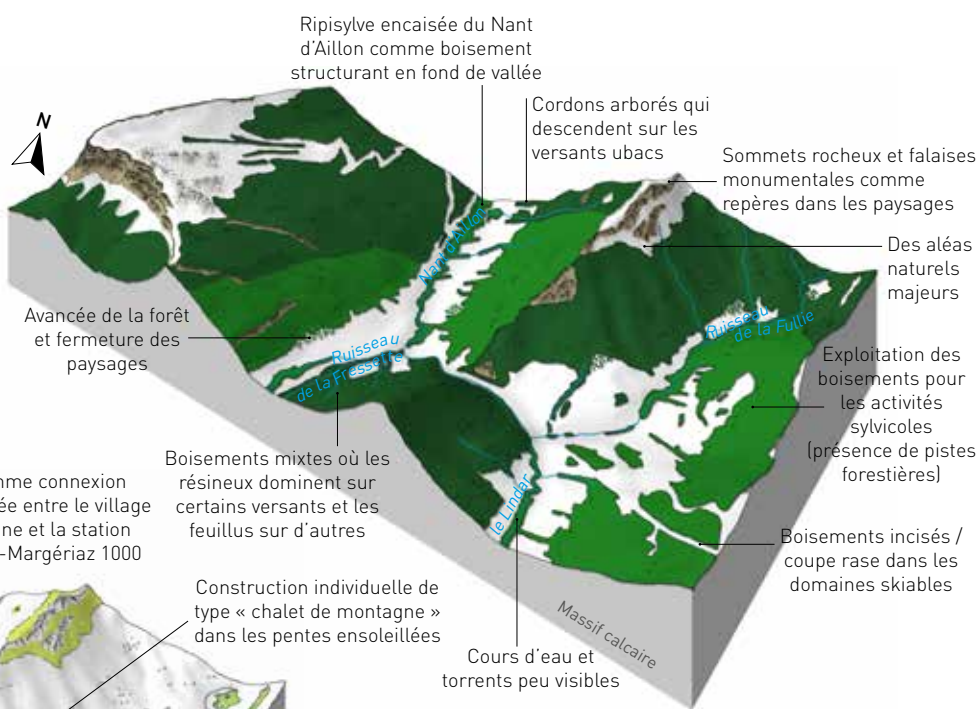 Ripisylve encaisée du Nant
d'Aillon comme boisement
structurant en fond de vallée
Cordons arborés qui
descendent sur les
versants ubacs
N
Sommets rocheux et falaises
monumentales comme
repères dans les paysages
Des aléas
naturels
majeurs
Nant d'Aillon
Avancée de la forêt
et fermeture des
paysages
Ruisseau
de la Fressette
Ruisseau
de la Fullie
Exploitation des
boisements pour
les activités
sylvicoles
(présence de pistes
forestières)
Boisements mixtes où les
résineux dominent sur
certains versants et les
feuillus sur d'autres
le Lindar
mme connexion
ée entre le village
ne et la station
-Margériaz 1000
Boisements incisés /
coupe rase dans les
domaines skiables
Construction individuelle de
type « chalet de montagne »
dans les pentes ensoleillées
Massif calcaire
Cours d'eau et
torrents peu visibles